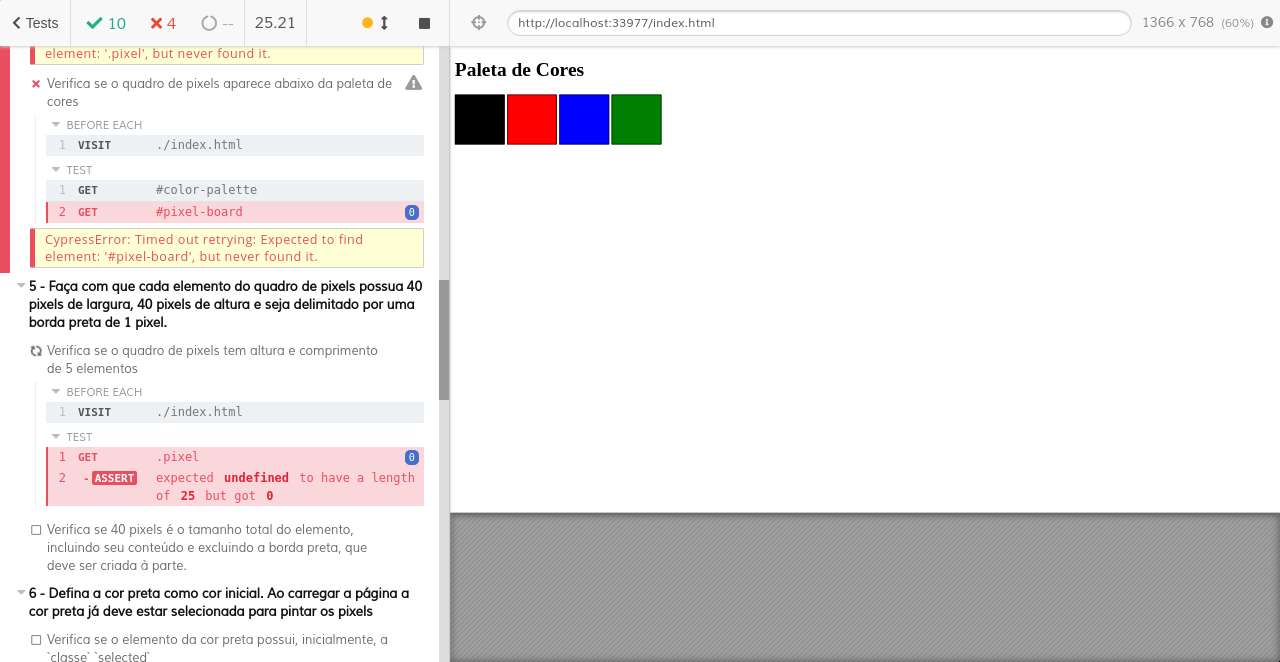 Tests 10 4 -- 25.21 http://localhost:33977/index.html 1366 x 768 (60%)
element: '.pixel', but never found it.
Verifica se o quadro de pixels aparece abaixo da paleta de
cores
BEFORE EACH
1 VISIT ./index.html
TEST
1 GET #color-palette
2 GET #pixel-board 0
CypressError: Timed out retrying: Expected to find
element: '#pixel-board', but never found it.
5 - Faça com que cada elemento do quadro de pixels possua 40
pixels de largura, 40 pixels de altura e seja delimitado por uma
borda preta de 1 pixel.
Verifica se o quadro de pixels tem altura e comprimento
de 5 elementos
BEFORE EACH
1 VISIT ./index.html
TEST
1 GET .pixel 0
2 -ASSERT expected undefined to have a length
of 25 but got 0
Verifica se 40 pixels é o tamanho total do elemento,
incluindo seu conteúdo e excluindo a borda preta, que
deve ser criada à parte.
6 - Defina a cor preta como cor inicial. Ao carregar a página a
cor preta já deve estar selecionada para pintar os pixels
Verifica se o elemento da cor preta possui, inicialmente, a
`classe` `selected`
Paleta de Cores